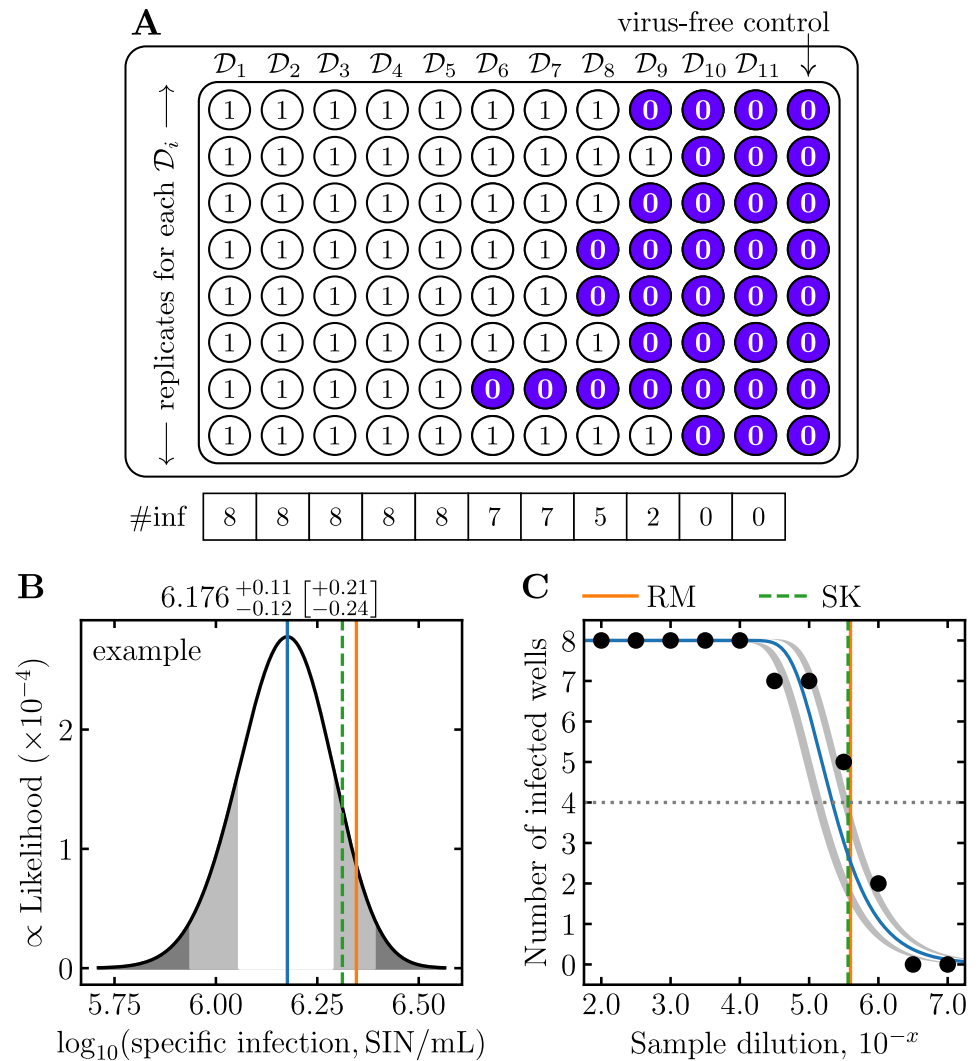 A
virus-free control
D₁ D₂ D₃ D₄ D₅ D₆ D₇ D₈ D₉ D₁₀ D₁₁
← replicates for each Dᵢ →
1 1 1 1 1 1 1 1 0 0 0 0
1 1 1 1 1 1 1 1 1 0 0 0
1 1 1 1 1 1 1 1 0 0 0 0
1 1 1 1 1 1 1 0 0 0 0 0
1 1 1 1 1 1 1 0 0 0 0 0
1 1 1 1 1 1 1 1 0 0 0 0
1 1 1 1 1 0 0 0 0 0 0 0
1 1 1 1 1 1 1 1 1 0 0 0
#inf 8 8 8 8 8 7 7 5 2 0 0
B
6.176 +0.11 −0.12 [+0.21 −0.24]
example
∝ Likelihood (×10⁻⁴)
2
1
0
5.75 6.00 6.25 6.50
log₁₀(specific infection, SIN/mL)
C
RM SK
Number of infected wells
8
7
6
5
4
3
2
1
0
2.0 3.0 4.0 5.0 6.0 7.0
Sample dilution, 10⁻ˣ